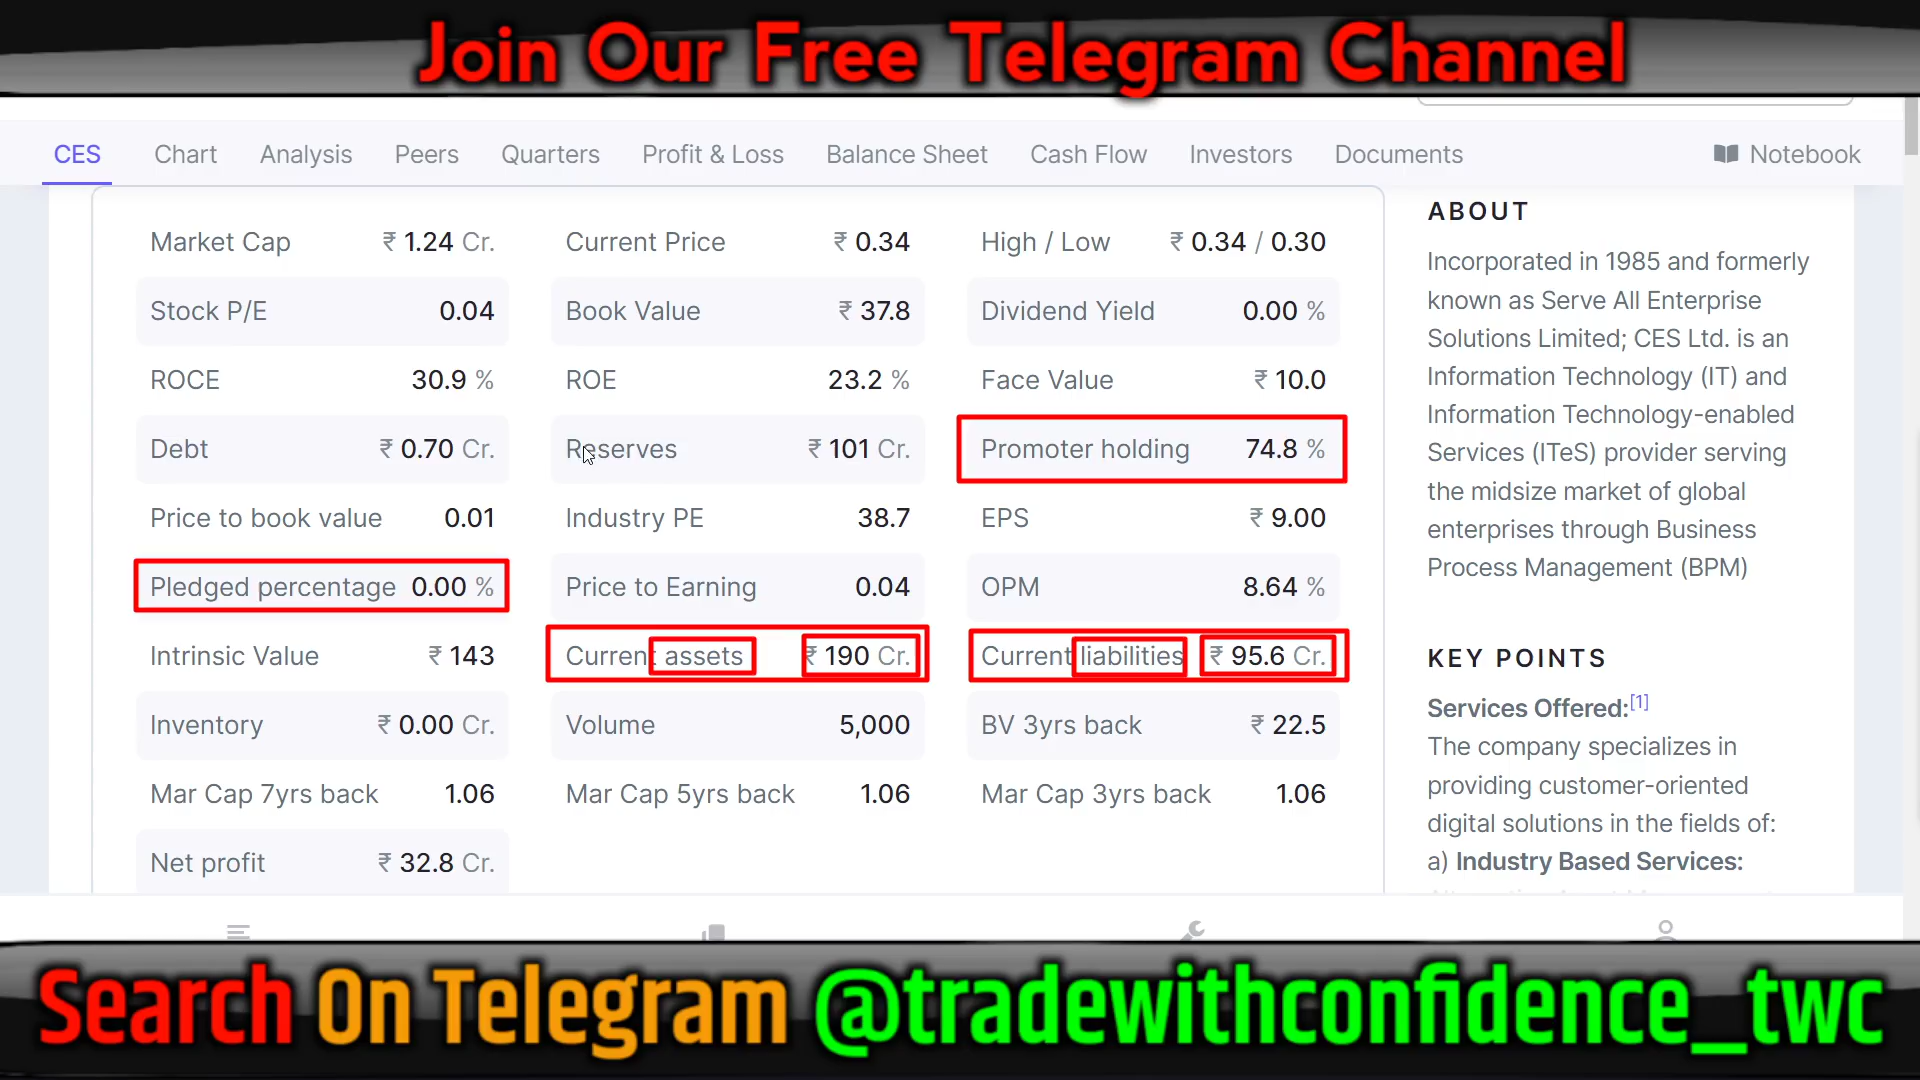 Join Our Free Telegram Channel
CES Chart Analysis Peers Quarters Profit & Loss Balance Sheet Cash Flow Investors Documents Notebook
Market Cap ₹ 1.24 Cr. Current Price ₹ 0.34 High / Low ₹ 0.34 / 0.30
Stock P/E 0.04 Book Value ₹ 37.8 Dividend Yield 0.00 %
ROCE 30.9 % ROE 23.2 % Face Value ₹ 10.0
Debt ₹ 0.70 Cr. Reserves ₹ 101 Cr. Promoter holding 74.8 %
Price to book value 0.01 Industry PE 38.7 EPS ₹ 9.00
Pledged percentage 0.00 % Price to Earning 0.04 OPM 8.64 %
Intrinsic Value ₹ 143 Current assets ₹ 190 Cr. Current liabilities ₹ 95.6 Cr.
Inventory ₹ 0.00 Cr. Volume 5,000 BV 3yrs back ₹ 22.5
Mar Cap 7yrs back 1.06 Mar Cap 5yrs back 1.06 Mar Cap 3yrs back 1.06
Net profit ₹ 32.8 Cr.
ABOUT
Incorporated in 1985 and formerly
known as Serve All Enterprise
Solutions Limited; CES Ltd. is an
Information Technology (IT) and
Information Technology-enabled
Services (ITeS) provider serving
the midsize market of global
enterprises through Business
Process Management (BPM)
KEY POINTS
Services Offered:[1]
The company specializes in
providing customer-oriented
digital solutions in the fields of:
a) Industry Based Services:
Search On Telegram @tradewithconfidence_twc